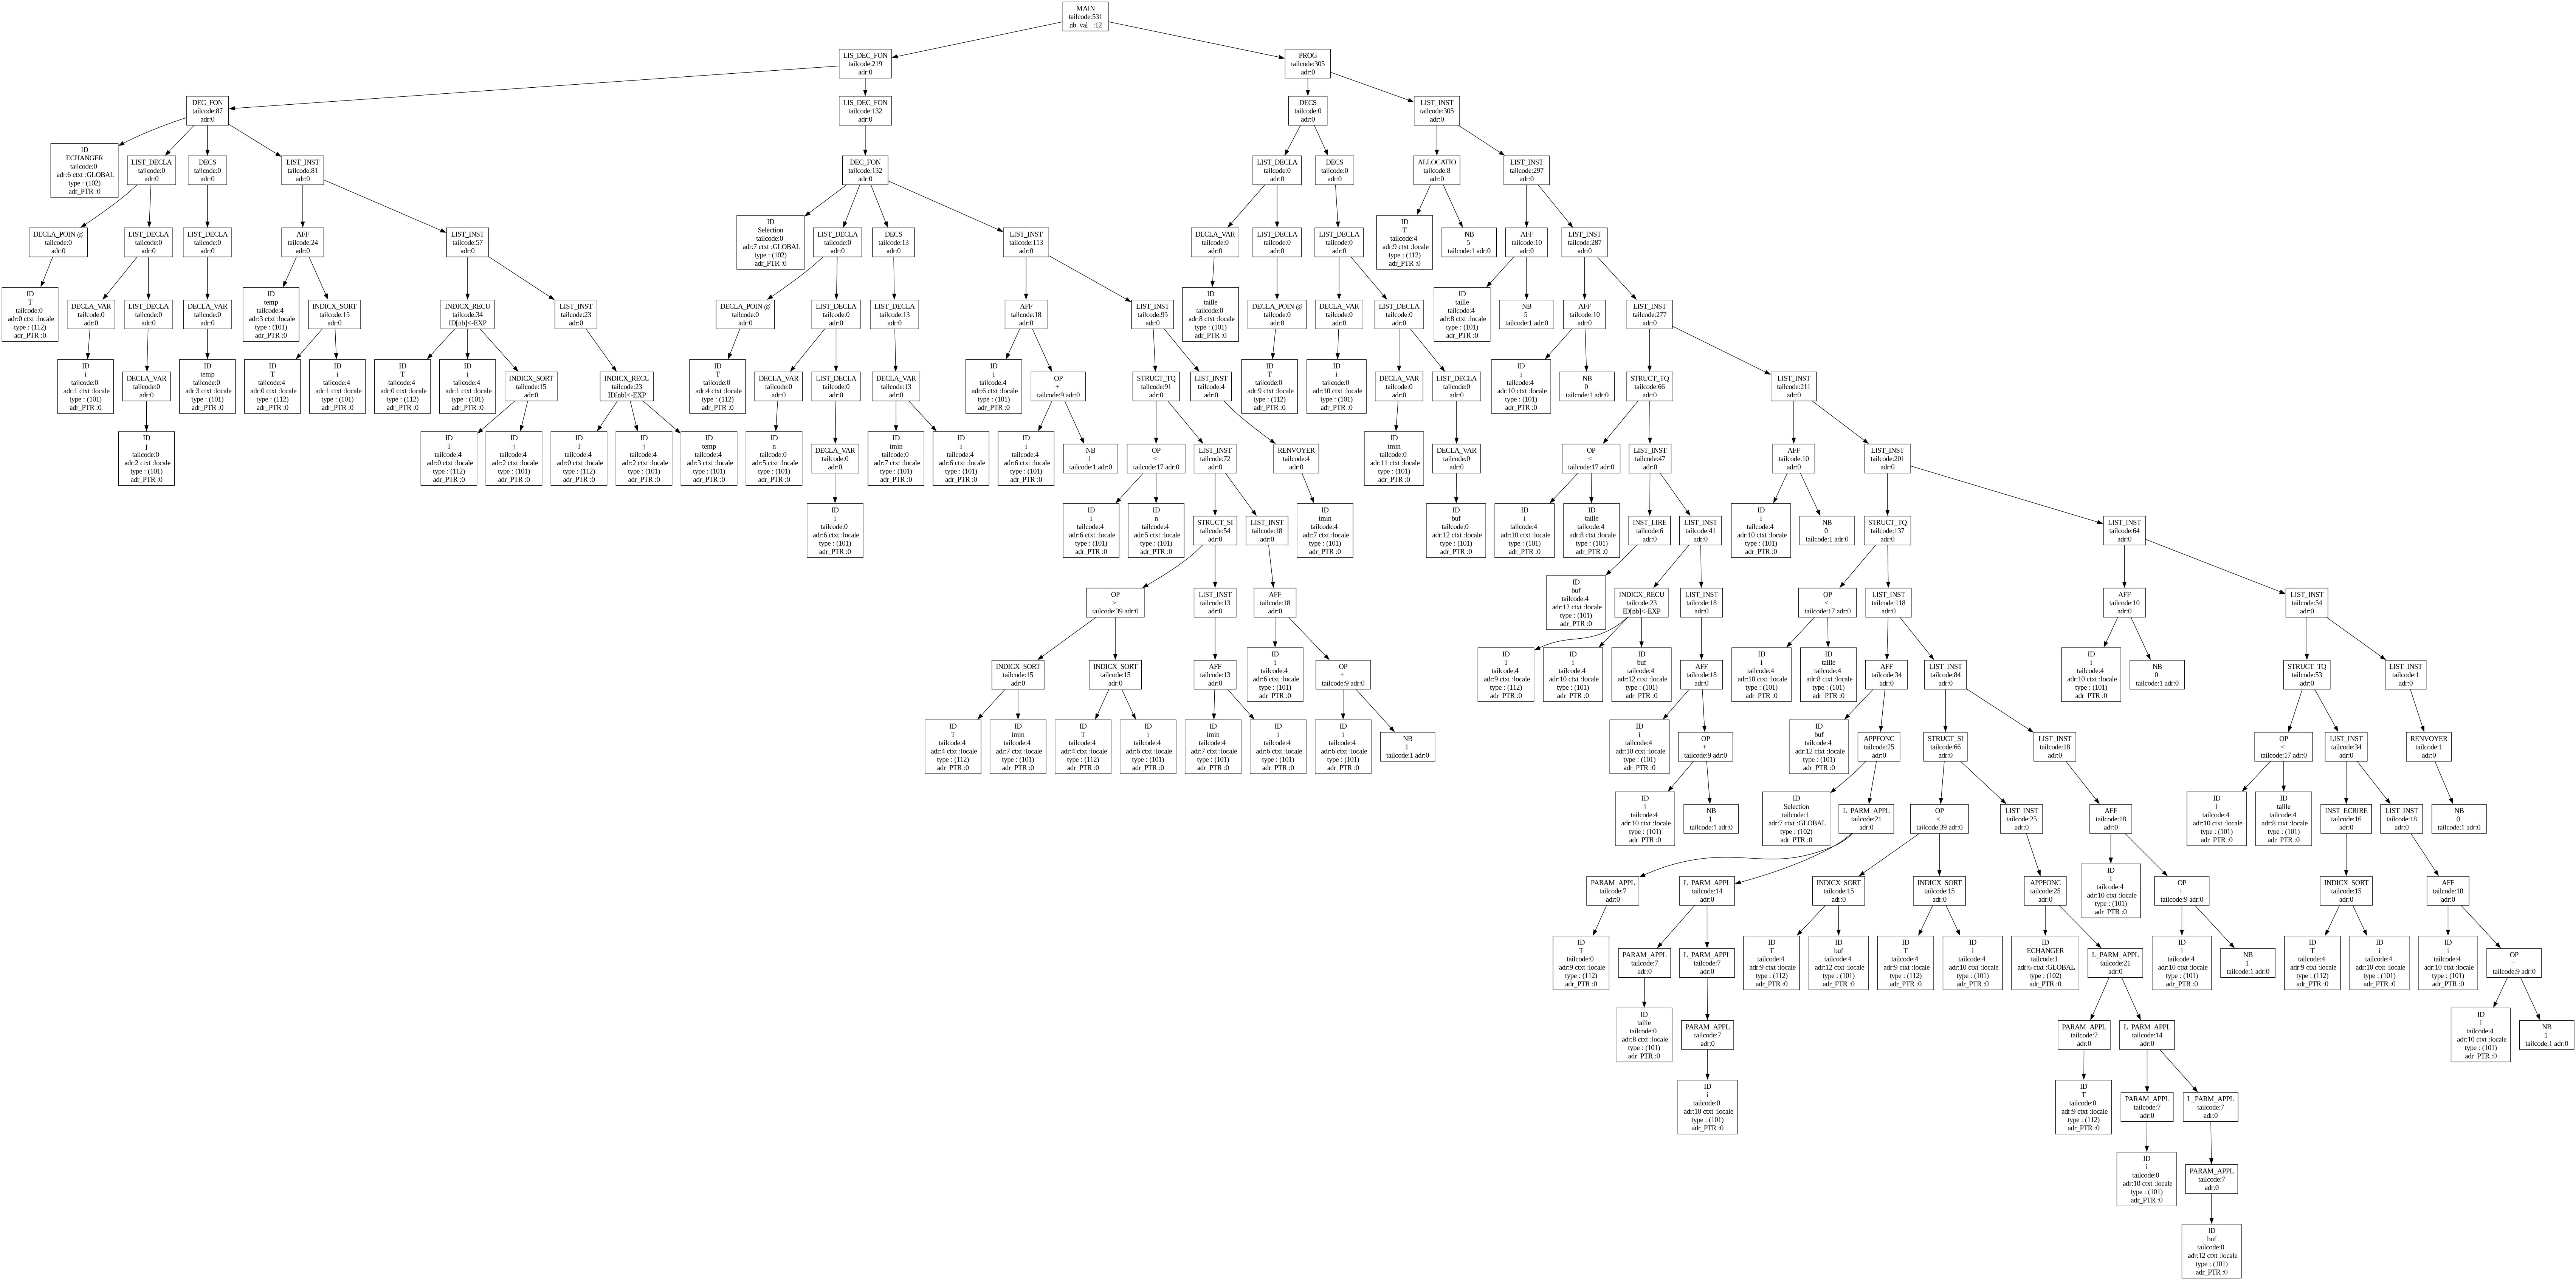 MAIN
tailcode:531
nb_val_ :12
LIS_DEC_FON
tailcode:219
adr:0
PROG
tailcode:305
adr:0
DEC_FON
tailcode:87
adr:0
LIS_DEC_FON
tailcode:132
adr:0
DECS
tailcode:0
adr:0
LIST_INST
tailcode:305
adr:0
ID
ECHANGER
tailcode:0
adr:6 ctxt :GLOBAL
type : (102)
adr_PTR :0
LIST_DECLA
tailcode:0
adr:0
DECS
tailcode:0
adr:0
LIST_INST
tailcode:81
adr:0
DEC_FON
tailcode:132
adr:0
LIST_DECLA
tailcode:0
adr:0
DECS
tailcode:0
adr:0
ALLOCATIO
tailcode:8
adr:0
LIST_INST
tailcode:297
adr:0
DECLA_POIN @
tailcode:0
adr:0
LIST_DECLA
tailcode:0
adr:0
LIST_DECLA
tailcode:0
adr:0
AFF
tailcode:24
adr:0
LIST_INST
tailcode:57
adr:0
ID
Selection
tailcode:0
adr:7 ctxt :GLOBAL
type : (102)
adr_PTR :0
LIST_DECLA
tailcode:0
adr:0
DECS
tailcode:13
adr:0
LIST_INST
tailcode:113
adr:0
DECLA_VAR
tailcode:0
adr:0
LIST_DECLA
tailcode:0
adr:0
LIST_DECLA
tailcode:0
adr:0
ID
T
tailcode:4
adr:9 ctxt :locale
type : (112)
adr_PTR :0
NB
5
tailcode:1 adr:0
AFF
tailcode:10
adr:0
LIST_INST
tailcode:287
adr:0
ID
T
tailcode:0
adr:0 ctxt :locale
type : (112)
adr_PTR :0
DECLA_VAR
tailcode:0
adr:0
LIST_DECLA
tailcode:0
adr:0
DECLA_VAR
tailcode:0
adr:0
ID
temp
tailcode:4
adr:3 ctxt :locale
type : (101)
adr_PTR :0
INDICX_SORT
tailcode:15
adr:0
INDICX_RECU
tailcode:34
ID[nb]<-EXP
LIST_INST
tailcode:23
adr:0
DECLA_POIN @
tailcode:0
adr:0
LIST_DECLA
tailcode:0
adr:0
LIST_DECLA
tailcode:13
adr:0
AFF
tailcode:18
adr:0
LIST_INST
tailcode:95
adr:0
ID
taille
tailcode:0
adr:8 ctxt :locale
type : (101)
adr_PTR :0
DECLA_POIN @
tailcode:0
adr:0
DECLA_VAR
tailcode:0
adr:0
LIST_DECLA
tailcode:0
adr:0
ID
taille
tailcode:4
adr:8 ctxt :locale
type : (101)
adr_PTR :0
NB
5
tailcode:1 adr:0
AFF
tailcode:10
adr:0
LIST_INST
tailcode:277
adr:0
ID
i
tailcode:0
adr:1 ctxt :locale
type : (101)
adr_PTR :0
DECLA_VAR
tailcode:0
adr:0
ID
temp
tailcode:0
adr:3 ctxt :locale
type : (101)
adr_PTR :0
ID
T
tailcode:4
adr:0 ctxt :locale
type : (112)
adr_PTR :0
ID
i
tailcode:4
adr:1 ctxt :locale
type : (101)
adr_PTR :0
ID
T
tailcode:4
adr:0 ctxt :locale
type : (112)
adr_PTR :0
ID
i
tailcode:4
adr:1 ctxt :locale
type : (101)
adr_PTR :0
INDICX_SORT
tailcode:15
adr:0
INDICX_RECU
tailcode:23
ID[nb]<-EXP
ID
T
tailcode:0
adr:4 ctxt :locale
type : (112)
adr_PTR :0
DECLA_VAR
tailcode:0
adr:0
LIST_DECLA
tailcode:0
adr:0
DECLA_VAR
tailcode:13
adr:0
ID
i
tailcode:4
adr:6 ctxt :locale
type : (101)
adr_PTR :0
OP
+
tailcode:9 adr:0
STRUCT_TQ
tailcode:91
adr:0
LIST_INST
tailcode:4
adr:0
ID
T
tailcode:0
adr:9 ctxt :locale
type : (112)
adr_PTR :0
ID
i
tailcode:0
adr:10 ctxt :locale
type : (101)
adr_PTR :0
DECLA_VAR
tailcode:0
adr:0
LIST_DECLA
tailcode:0
adr:0
ID
i
tailcode:4
adr:10 ctxt :locale
type : (101)
adr_PTR :0
NB
0
tailcode:1 adr:0
STRUCT_TQ
tailcode:66
adr:0
LIST_INST
tailcode:211
adr:0
ID
j
tailcode:0
adr:2 ctxt :locale
type : (101)
adr_PTR :0
ID
T
tailcode:4
adr:0 ctxt :locale
type : (112)
adr_PTR :0
ID
j
tailcode:4
adr:2 ctxt :locale
type : (101)
adr_PTR :0
ID
T
tailcode:4
adr:0 ctxt :locale
type : (112)
adr_PTR :0
ID
j
tailcode:4
adr:2 ctxt :locale
type : (101)
adr_PTR :0
ID
temp
tailcode:4
adr:3 ctxt :locale
type : (101)
adr_PTR :0
ID
n
tailcode:0
adr:5 ctxt :locale
type : (101)
adr_PTR :0
DECLA_VAR
tailcode:0
adr:0
ID
imin
tailcode:0
adr:7 ctxt :locale
type : (101)
adr_PTR :0
ID
i
tailcode:4
adr:6 ctxt :locale
type : (101)
adr_PTR :0
ID
i
tailcode:4
adr:6 ctxt :locale
type : (101)
adr_PTR :0
NB
1
tailcode:1 adr:0
OP
<
tailcode:17 adr:0
LIST_INST
tailcode:72
adr:0
RENVOYER
tailcode:4
adr:0
ID
imin
tailcode:0
adr:11 ctxt :locale
type : (101)
adr_PTR :0
DECLA_VAR
tailcode:0
adr:0
OP
<
tailcode:17 adr:0
LIST_INST
tailcode:47
adr:0
AFF
tailcode:10
adr:0
LIST_INST
tailcode:201
adr:0
ID
i
tailcode:0
adr:6 ctxt :locale
type : (101)
adr_PTR :0
ID
i
tailcode:4
adr:6 ctxt :locale
type : (101)
adr_PTR :0
ID
n
tailcode:4
adr:5 ctxt :locale
type : (101)
adr_PTR :0
STRUCT_SI
tailcode:54
adr:0
LIST_INST
tailcode:18
adr:0
ID
imin
tailcode:4
adr:7 ctxt :locale
type : (101)
adr_PTR :0
ID
buf
tailcode:0
adr:12 ctxt :locale
type : (101)
adr_PTR :0
ID
i
tailcode:4
adr:10 ctxt :locale
type : (101)
adr_PTR :0
ID
taille
tailcode:4
adr:8 ctxt :locale
type : (101)
adr_PTR :0
INST_LIRE
tailcode:6
adr:0
LIST_INST
tailcode:41
adr:0
ID
i
tailcode:4
adr:10 ctxt :locale
type : (101)
adr_PTR :0
NB
0
tailcode:1 adr:0
STRUCT_TQ
tailcode:137
adr:0
LIST_INST
tailcode:64
adr:0
OP
>
tailcode:39 adr:0
LIST_INST
tailcode:13
adr:0
AFF
tailcode:18
adr:0
ID
buf
tailcode:4
adr:12 ctxt :locale
type : (101)
adr_PTR :0
INDICX_RECU
tailcode:23
ID[nb]<-EXP
LIST_INST
tailcode:18
adr:0
OP
<
tailcode:17 adr:0
LIST_INST
tailcode:118
adr:0
AFF
tailcode:10
adr:0
LIST_INST
tailcode:54
adr:0
INDICX_SORT
tailcode:15
adr:0
INDICX_SORT
tailcode:15
adr:0
AFF
tailcode:13
adr:0
ID
i
tailcode:4
adr:6 ctxt :locale
type : (101)
adr_PTR :0
OP
+
tailcode:9 adr:0
ID
T
tailcode:4
adr:9 ctxt :locale
type : (112)
adr_PTR :0
ID
i
tailcode:4
adr:10 ctxt :locale
type : (101)
adr_PTR :0
ID
buf
tailcode:4
adr:12 ctxt :locale
type : (101)
adr_PTR :0
AFF
tailcode:18
adr:0
ID
i
tailcode:4
adr:10 ctxt :locale
type : (101)
adr_PTR :0
ID
taille
tailcode:4
adr:8 ctxt :locale
type : (101)
adr_PTR :0
AFF
tailcode:34
adr:0
LIST_INST
tailcode:84
adr:0
ID
i
tailcode:4
adr:10 ctxt :locale
type : (101)
adr_PTR :0
NB
0
tailcode:1 adr:0
STRUCT_TQ
tailcode:53
adr:0
LIST_INST
tailcode:1
adr:0
ID
T
tailcode:4
adr:4 ctxt :locale
type : (112)
adr_PTR :0
ID
imin
tailcode:4
adr:7 ctxt :locale
type : (101)
adr_PTR :0
ID
T
tailcode:4
adr:4 ctxt :locale
type : (112)
adr_PTR :0
ID
i
tailcode:4
adr:6 ctxt :locale
type : (101)
adr_PTR :0
ID
imin
tailcode:4
adr:7 ctxt :locale
type : (101)
adr_PTR :0
ID
i
tailcode:4
adr:6 ctxt :locale
type : (101)
adr_PTR :0
ID
i
tailcode:4
adr:6 ctxt :locale
type : (101)
adr_PTR :0
NB
1
tailcode:1 adr:0
ID
i
tailcode:4
adr:10 ctxt :locale
type : (101)
adr_PTR :0
OP
+
tailcode:9 adr:0
ID
buf
tailcode:4
adr:12 ctxt :locale
type : (101)
adr_PTR :0
APPFONC
tailcode:25
adr:0
STRUCT_SI
tailcode:66
adr:0
LIST_INST
tailcode:18
adr:0
OP
<
tailcode:17 adr:0
LIST_INST
tailcode:34
adr:0
RENVOYER
tailcode:1
adr:0
ID
i
tailcode:4
adr:10 ctxt :locale
type : (101)
adr_PTR :0
NB
1
tailcode:1 adr:0
ID
Selection
tailcode:1
adr:7 ctxt :GLOBAL
type : (102)
adr_PTR :0
L_PARM_APPL
tailcode:21
adr:0
OP
<
tailcode:39 adr:0
LIST_INST
tailcode:25
adr:0
AFF
tailcode:18
adr:0
ID
i
tailcode:4
adr:10 ctxt :locale
type : (101)
adr_PTR :0
ID
taille
tailcode:4
adr:8 ctxt :locale
type : (101)
adr_PTR :0
INST_ECRIRE
tailcode:16
adr:0
LIST_INST
tailcode:18
adr:0
NB
0
tailcode:1 adr:0
PARAM_APPL
tailcode:7
adr:0
L_PARM_APPL
tailcode:14
adr:0
INDICX_SORT
tailcode:15
adr:0
INDICX_SORT
tailcode:15
adr:0
APPFONC
tailcode:25
adr:0
ID
i
tailcode:4
adr:10 ctxt :locale
type : (101)
adr_PTR :0
OP
+
tailcode:9 adr:0
INDICX_SORT
tailcode:15
adr:0
AFF
tailcode:18
adr:0
ID
T
tailcode:0
adr:9 ctxt :locale
type : (112)
adr_PTR :0
PARAM_APPL
tailcode:7
adr:0
L_PARM_APPL
tailcode:7
adr:0
ID
T
tailcode:4
adr:9 ctxt :locale
type : (112)
adr_PTR :0
ID
buf
tailcode:4
adr:12 ctxt :locale
type : (101)
adr_PTR :0
ID
T
tailcode:4
adr:9 ctxt :locale
type : (112)
adr_PTR :0
ID
i
tailcode:4
adr:10 ctxt :locale
type : (101)
adr_PTR :0
ID
ECHANGER
tailcode:1
adr:6 ctxt :GLOBAL
type : (102)
adr_PTR :0
L_PARM_APPL
tailcode:21
adr:0
ID
i
tailcode:4
adr:10 ctxt :locale
type : (101)
adr_PTR :0
NB
1
tailcode:1 adr:0
ID
T
tailcode:4
adr:9 ctxt :locale
type : (112)
adr_PTR :0
ID
i
tailcode:4
adr:10 ctxt :locale
type : (101)
adr_PTR :0
ID
i
tailcode:4
adr:10 ctxt :locale
type : (101)
adr_PTR :0
OP
+
tailcode:9 adr:0
ID
taille
tailcode:0
adr:8 ctxt :locale
type : (101)
adr_PTR :0
PARAM_APPL
tailcode:7
adr:0
PARAM_APPL
tailcode:7
adr:0
L_PARM_APPL
tailcode:14
adr:0
ID
i
tailcode:4
adr:10 ctxt :locale
type : (101)
adr_PTR :0
NB
1
tailcode:1 adr:0
ID
i
tailcode:0
adr:10 ctxt :locale
type : (101)
adr_PTR :0
ID
T
tailcode:0
adr:9 ctxt :locale
type : (112)
adr_PTR :0
PARAM_APPL
tailcode:7
adr:0
L_PARM_APPL
tailcode:7
adr:0
ID
i
tailcode:0
adr:10 ctxt :locale
type : (101)
adr_PTR :0
PARAM_APPL
tailcode:7
adr:0
ID
buf
tailcode:0
adr:12 ctxt :locale
type : (101)
adr_PTR :0